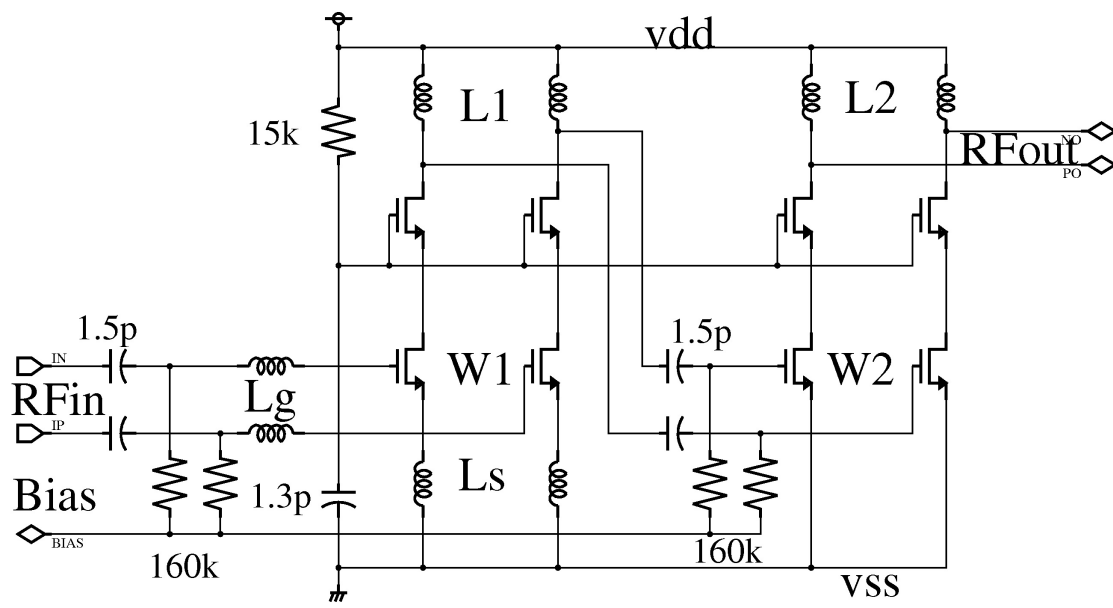 vdd
L1
L2
15k
NO
RFout
PO
1.5p
1.5p
IN
W1
W2
RFin
Lg
IP
Bias
1.3p
Ls
BIAS
160k
160k
vss